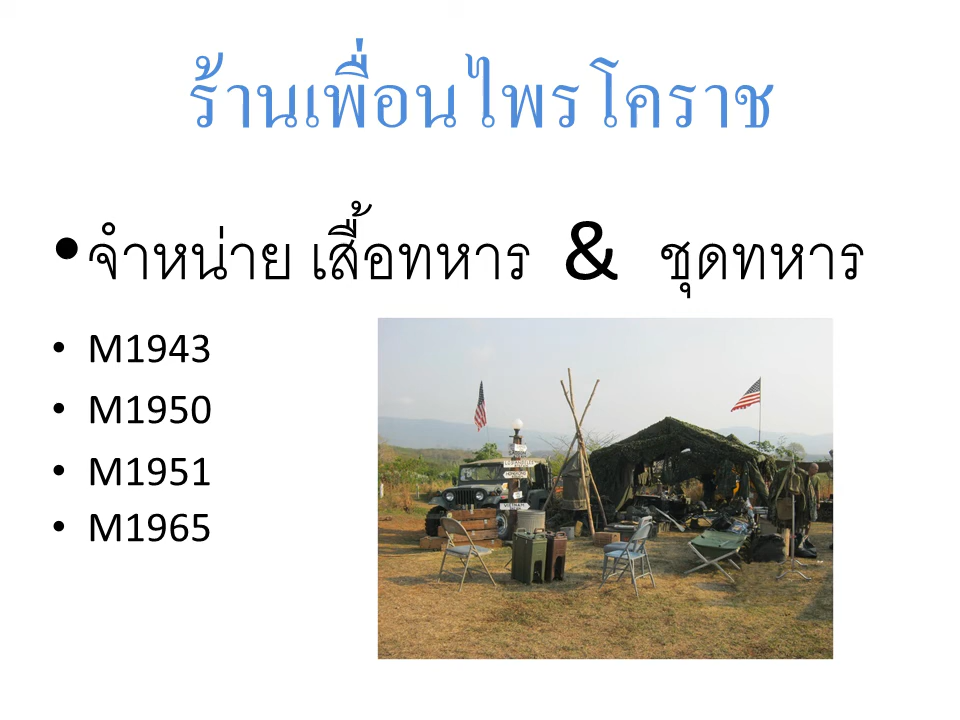 ร้านเพื่อนไพรโคราช
•จำหน่าย เสื้อทหาร & ชุดทหาร
• M1943
• M1950
• M1951
• M1965